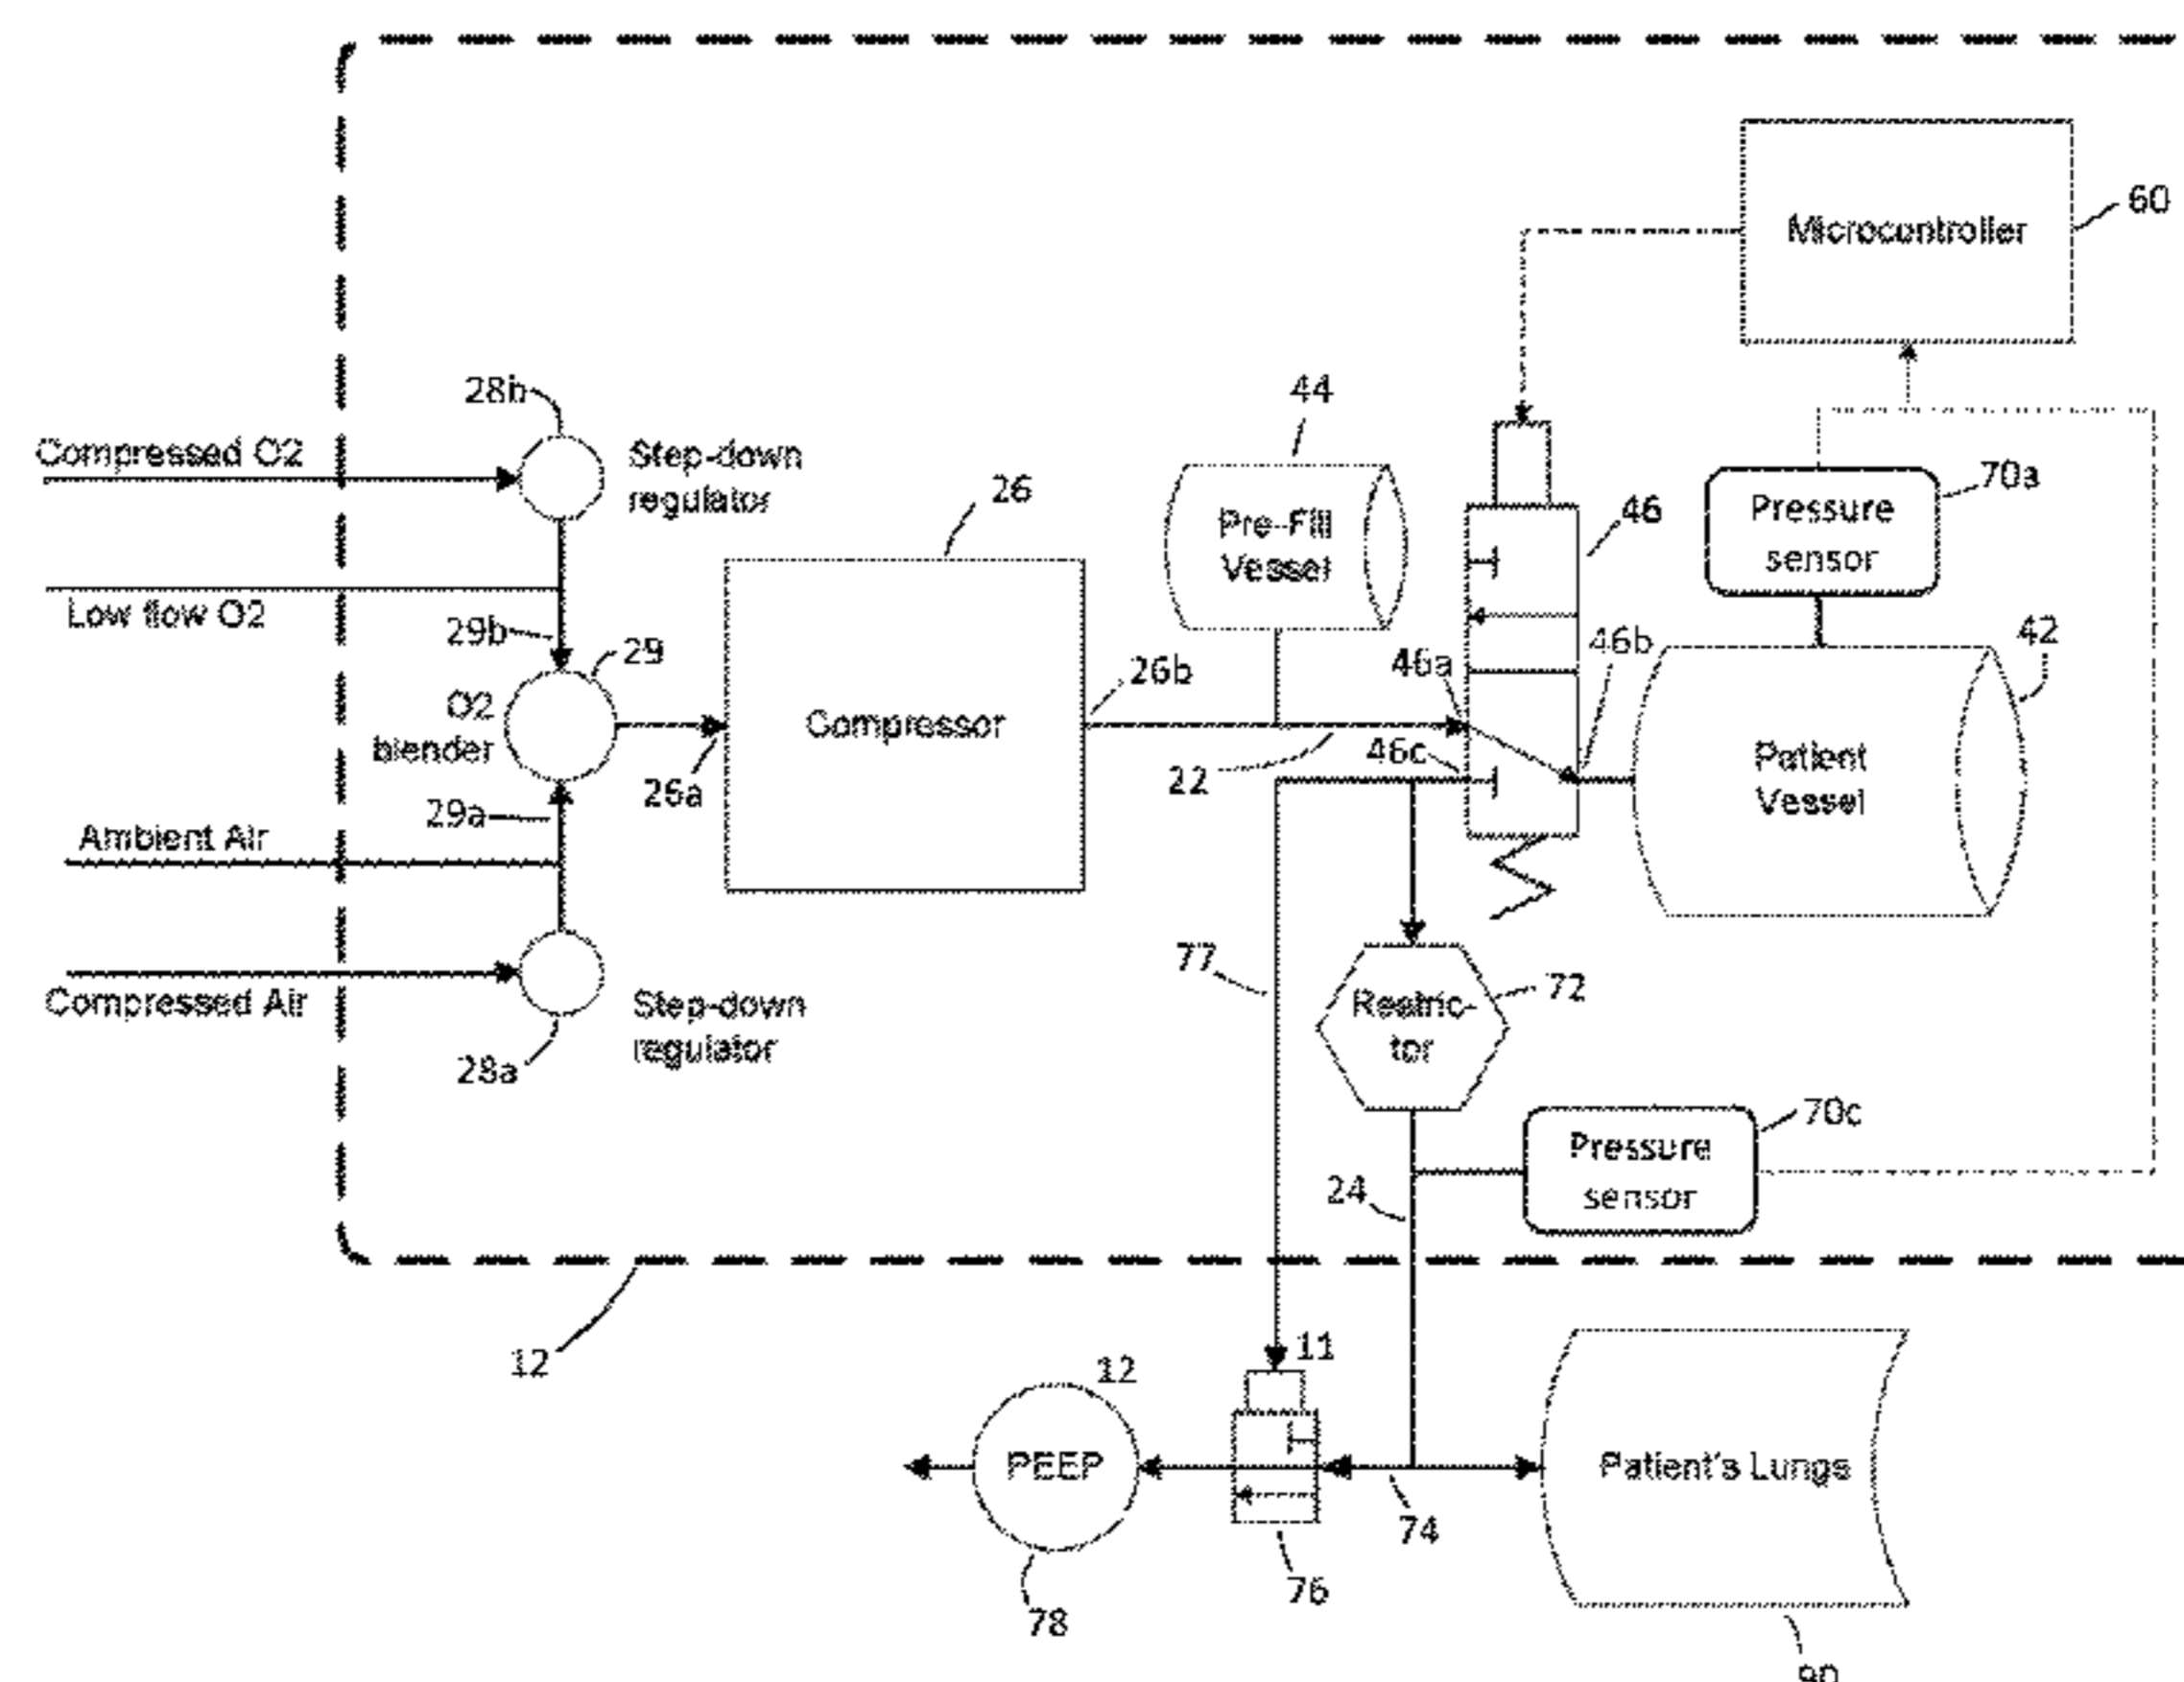 Microcontroller
60
28b
44
Compressed O2
Step-down
regulator
26
Pre-Fill
Vessel
46
Pressure
sensor
70a
Low flow O2
29b
29
46a
46b
42
26b
O2
blender
Compressor
Patient
Vessel
26a
22
46c
29a
Ambient Air
77
Restric-
tor
72
Compressed Air
Step-down
regulator
28a
70c
Pressure
sensor
24
12
11
12
PEEP
Patient's Lungs
74
76
78